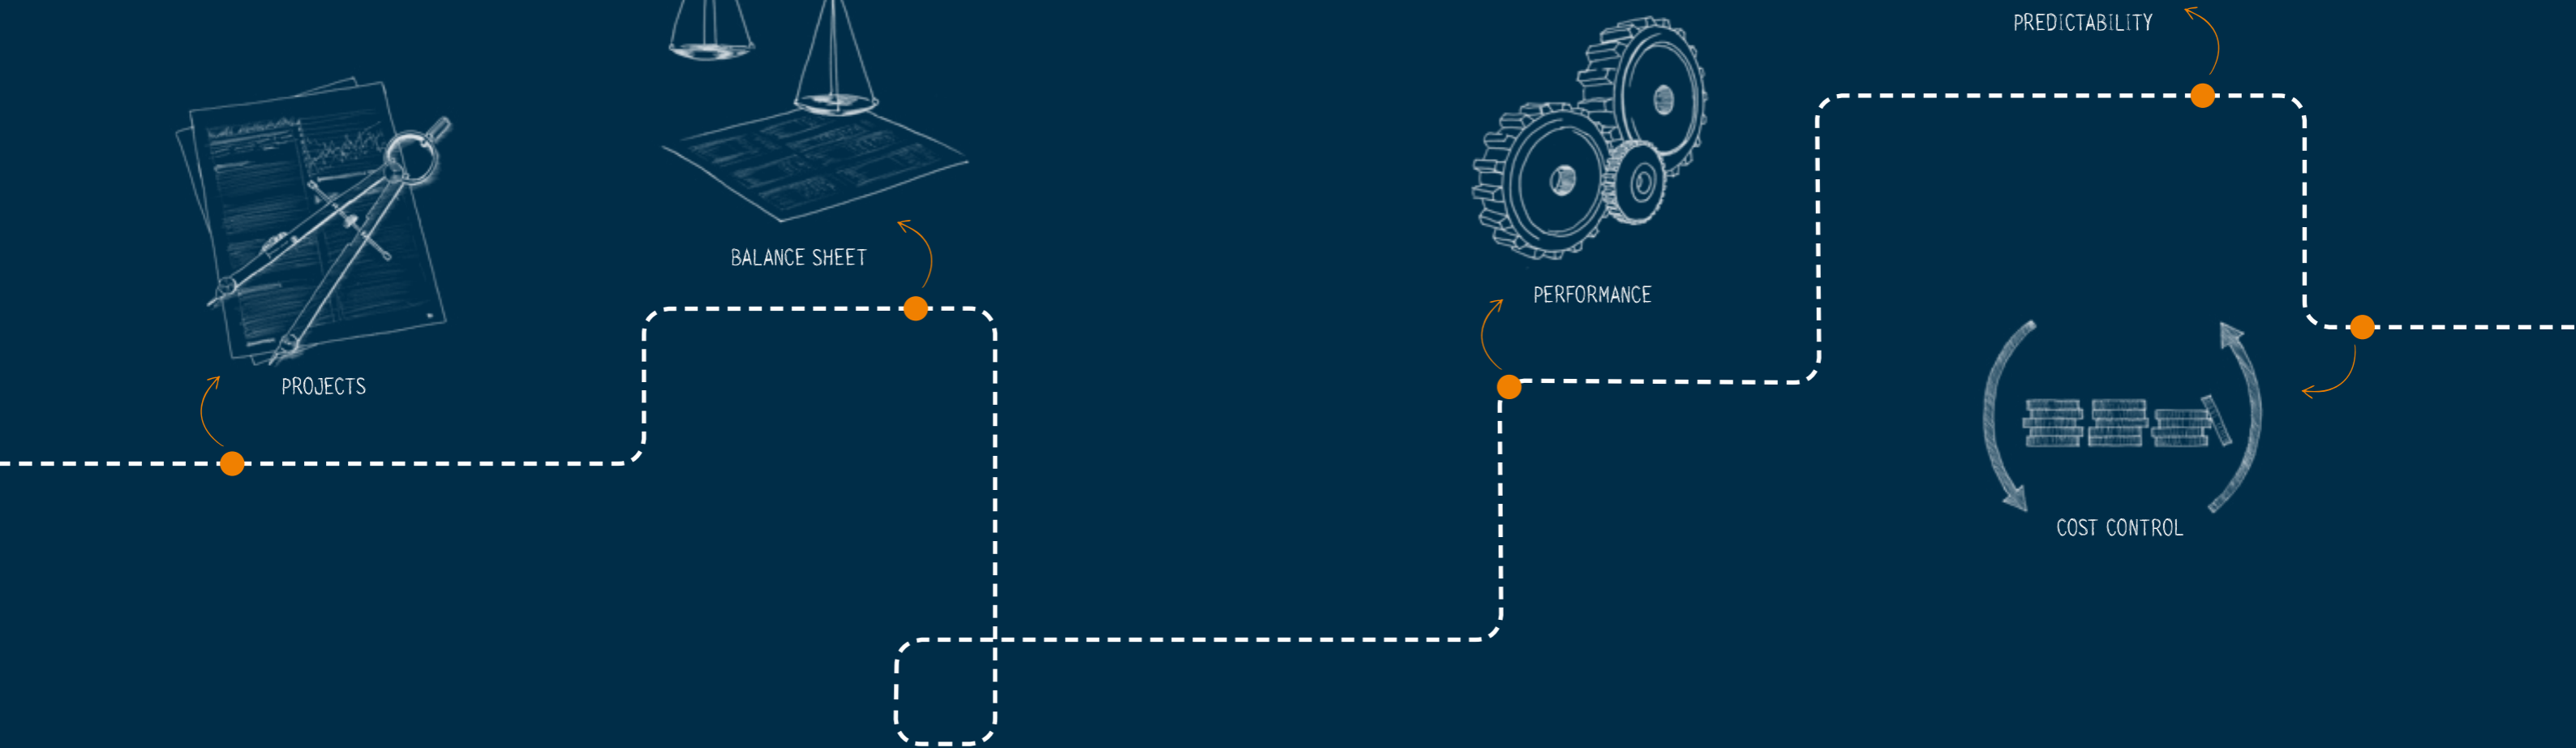 PROJECTS
BALANCE SHEET
PERFORMANCE
PREDICTABILITY
COST CONTROL